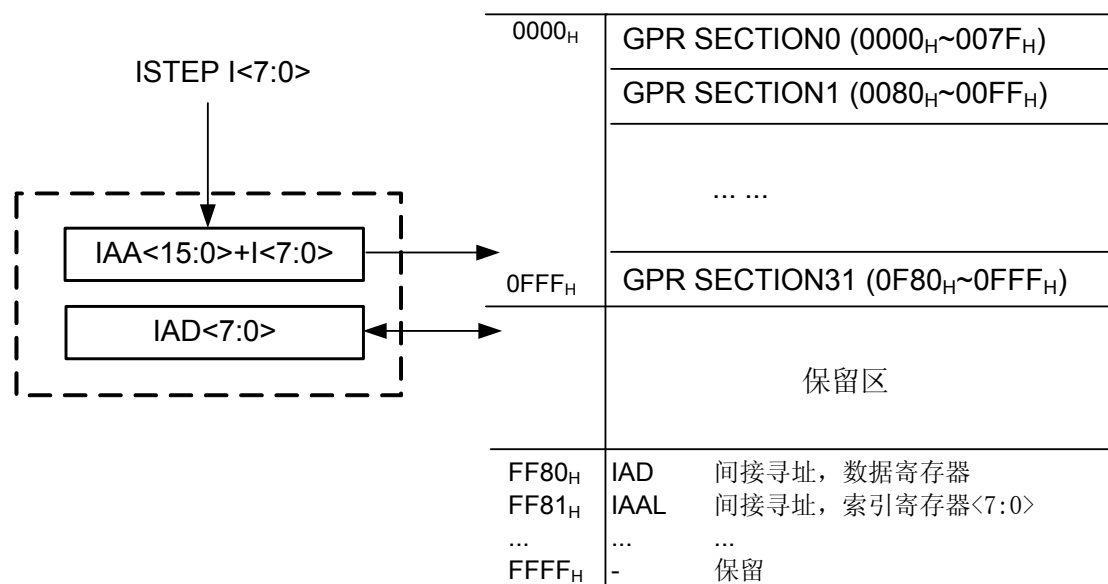 ISTEP I<7:0>
IAA<15:0>+I<7:0>
IAD<7:0>
0000H GPR SECTION0 (0000H~007FH)
GPR SECTION1 (0080H~00FFH)
... ...
0FFFH GPR SECTION31 (0F80H~0FFFH)
保留区
FF80H IAD 间接寻址，数据寄存器
FF81H IAAL 间接寻址，索引寄存器<7:0>
... ... ...
FFFFH - 保留